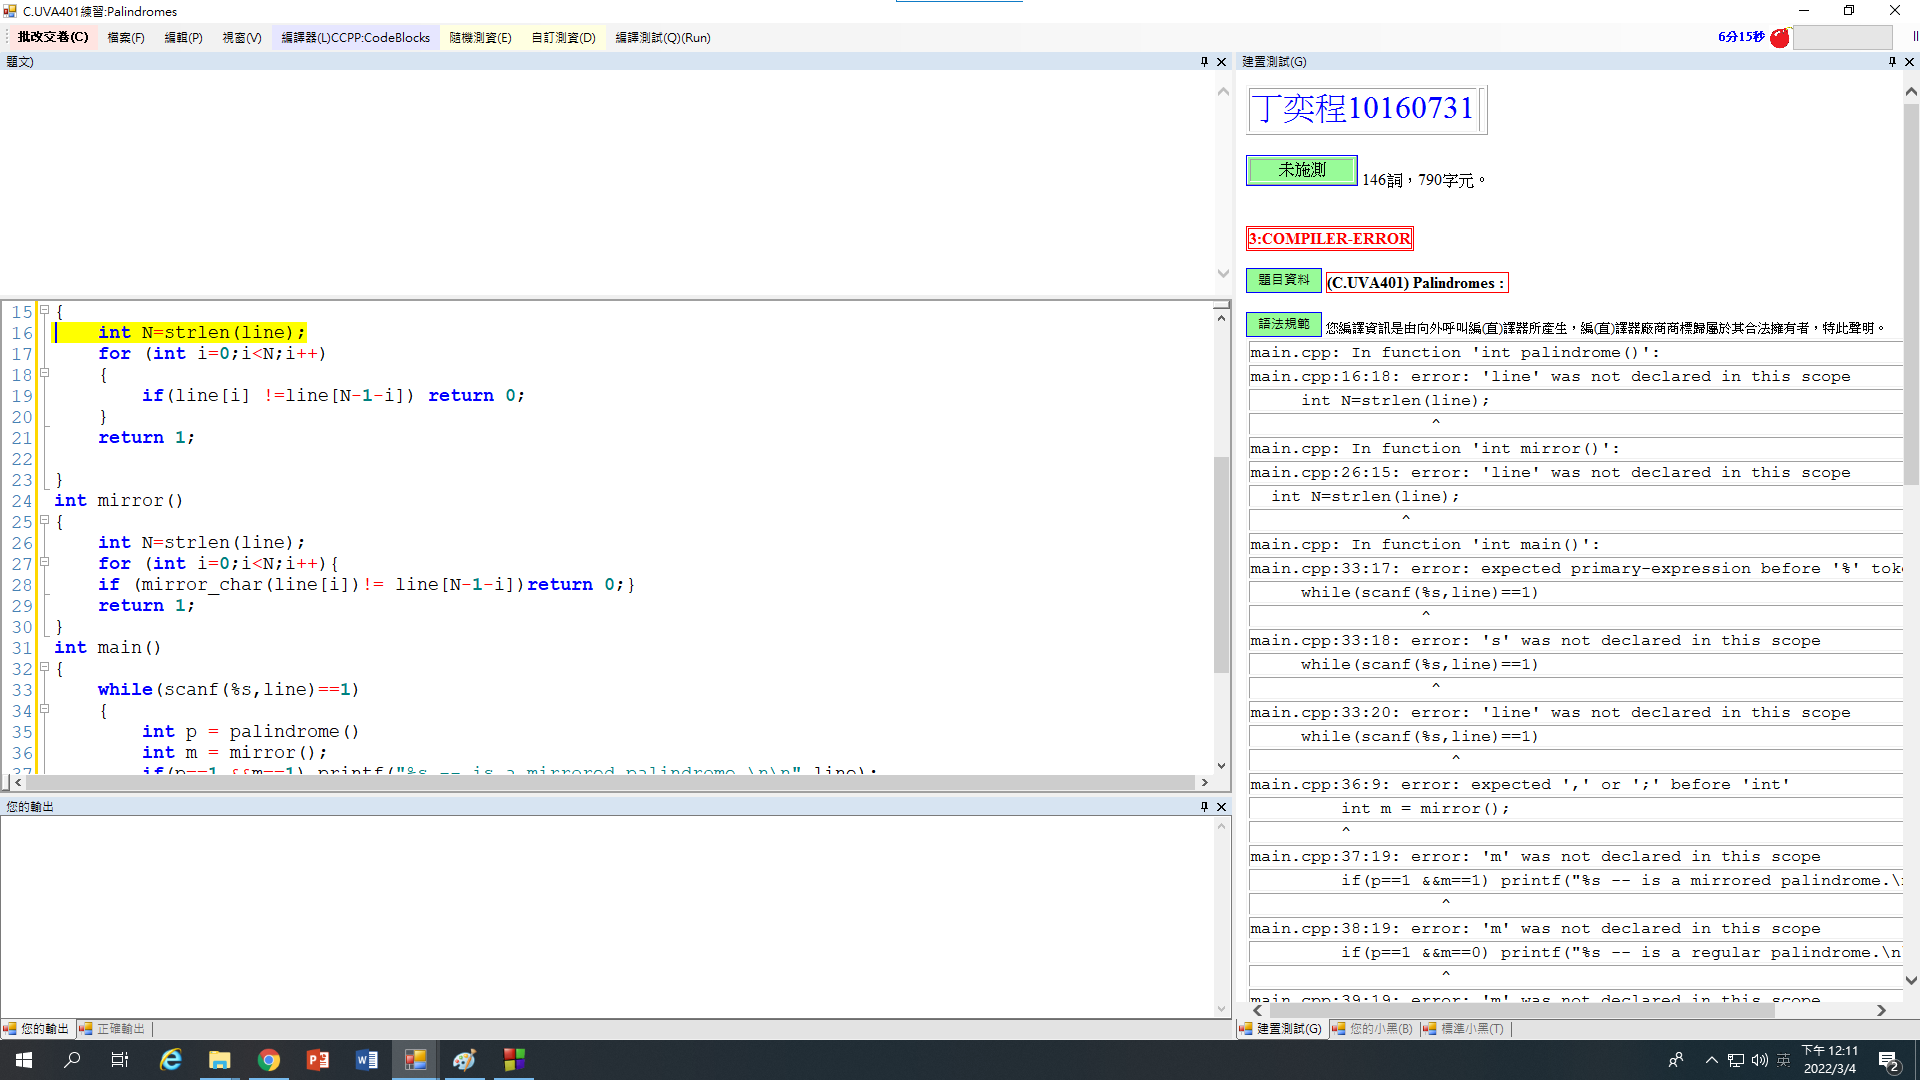 C.UVA401練習:Palindromes
批改交卷(C) 檔案(F) 編輯(P) 視窗(V) 編譯器(L)CCPP:CodeBlocks 隨機測資(E) 自訂測資(D) 編譯測試(Q)(Run)
6分15秒
題文)
15 {
16 int N=strlen(line);
17 for (int i=0;i<N;i++)
18 {
19 if(line[i] !=line[N-1-i]) return 0;
20 }
21 return 1;
22
23 }
24 int mirror()
25 {
26 int N=strlen(line);
27 for (int i=0;i<N;i++){
28 if (mirror_char(line[i])!= line[N-1-i])return 0;}
29 return 1;
30 }
31 int main()
32 {
33 while(scanf(%s,line)==1)
34 {
35 int p = palindrome()
36 int m = mirror();
37 if(p==1 &&m==1) printf("%s -- is a mirrored palindrome.\n\n",line);
您的輸出
您的輸出 正確輸出
建置測試(G)
丁奕程10160731
未施測 146詞，790字元。
3:COMPILER-ERROR
題目資料 (C.UVA401) Palindromes :
語法規範 您編譯資訊是由向外呼叫編(直)譯器所產生，編(直)譯器廠商商標歸屬於其合法擁有者，特此聲明。
main.cpp: In function 'int palindrome()':
main.cpp:16:18: error: 'line' was not declared in this scope
int N=strlen(line);
^
main.cpp: In function 'int mirror()':
main.cpp:26:15: error: 'line' was not declared in this scope
int N=strlen(line);
^
main.cpp: In function 'int main()':
main.cpp:33:17: error: expected primary-expression before '%' tok
while(scanf(%s,line)==1)
^
main.cpp:33:18: error: 's' was not declared in this scope
while(scanf(%s,line)==1)
^
main.cpp:33:20: error: 'line' was not declared in this scope
while(scanf(%s,line)==1)
^
main.cpp:36:9: error: expected ',' or ';' before 'int'
int m = mirror();
^
main.cpp:37:19: error: 'm' was not declared in this scope
if(p==1 &&m==1) printf("%s -- is a mirrored palindrome.\
^
main.cpp:38:19: error: 'm' was not declared in this scope
if(p==1 &&m==0) printf("%s -- is a regular palindrome.\n
^
main.cpp:39:19: error: 'm' was not declared in this scope
建置測試(G) 您的小黑(B) 標準小黑(T)
英 下午 12:11
2022/3/4
2